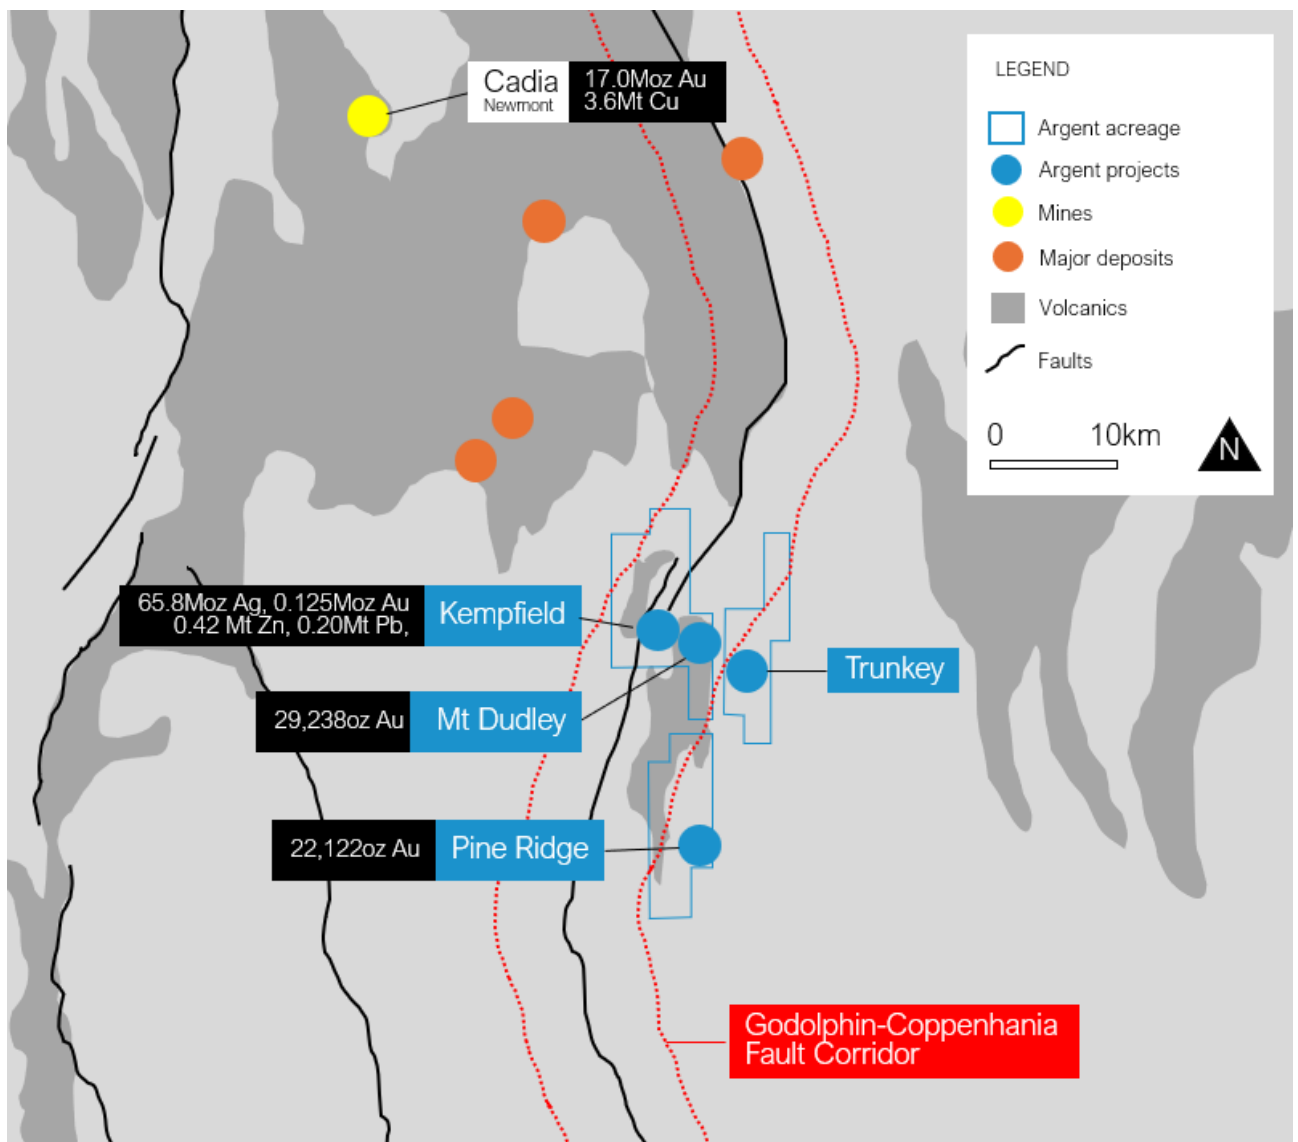 Cadia
Newmont
17.0Moz Au
3.6Mt Cu
LEGEND
Argent acreage
Argent projects
Mines
Major deposits
Volcanics
Faults
0 10km
N
65.8Moz Ag, 0.125Moz Au
0.42 Mt Zn, 0.20Mt Pb,
Kempfield
Trunkey
29,238oz Au
Mt Dudley
22,122oz Au
Pine Ridge
Godolphin-Coppenhania
Fault Corridor